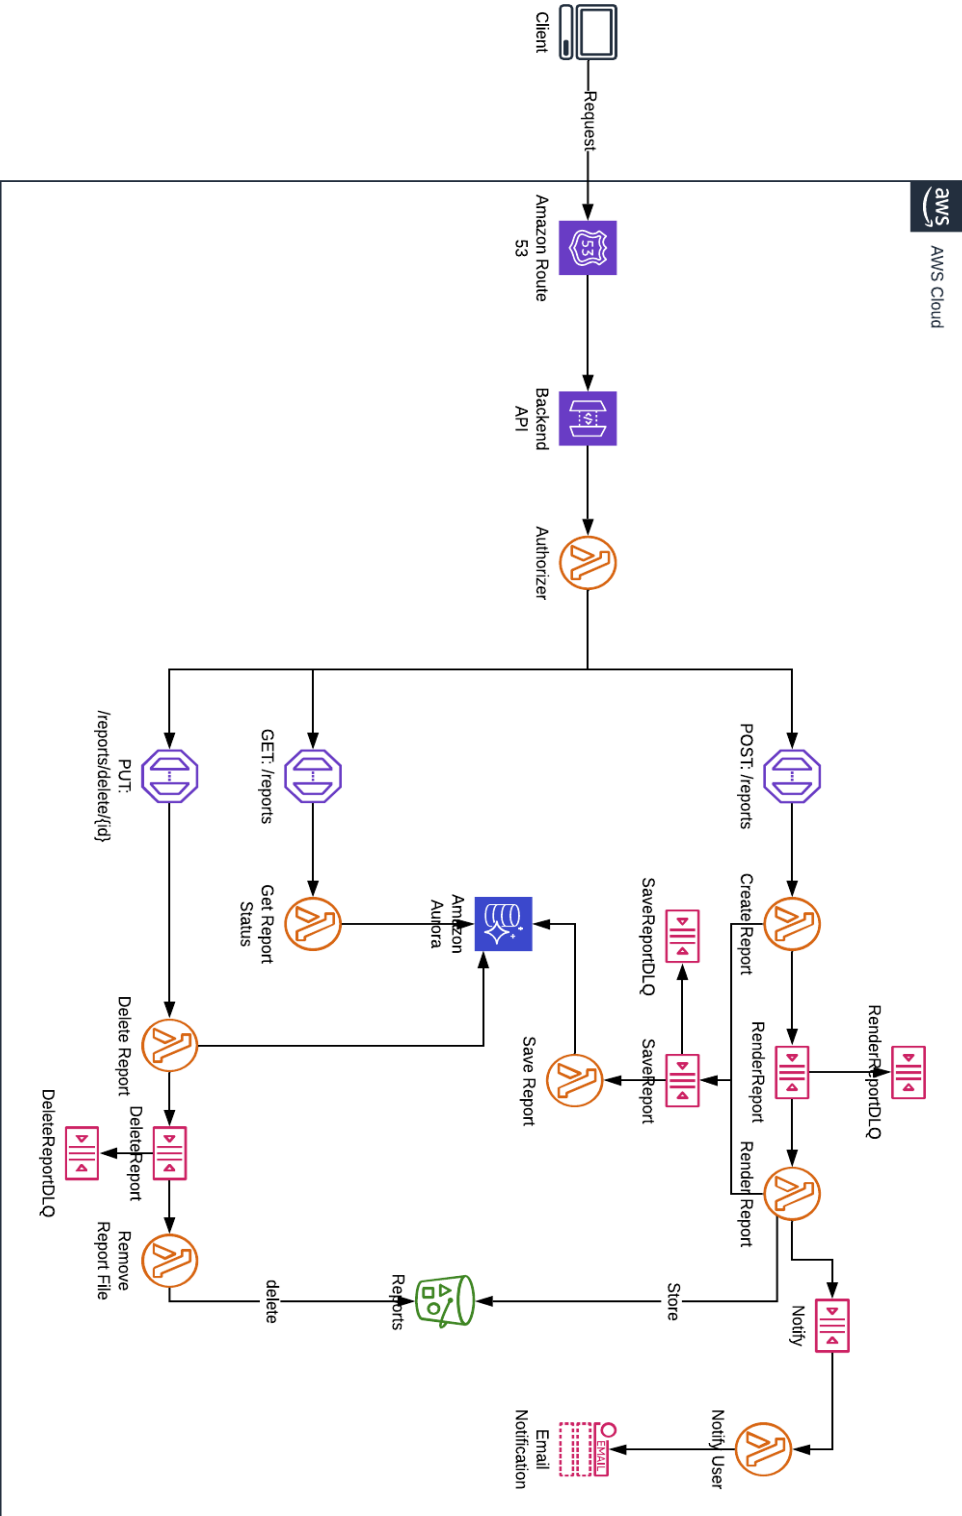 aws
AWS Cloud
Client
Request
53
Amazon Route
53
Backend
API
Authorizer
POST: /reports
CreateReport
RenderReport
RenderReportDLQ
Render Report
SaveReportDLQ
SaveReport
Save Report
Notify
Notify User
EMAIL
Email
Notification
Store
GET: /reports
Get Report
Status
Amazon
Aurora
Reports
PUT:
/reports/delete/{id}
Delete Report
DeleteReport
DeleteReportDLQ
Remove
Report File
delete